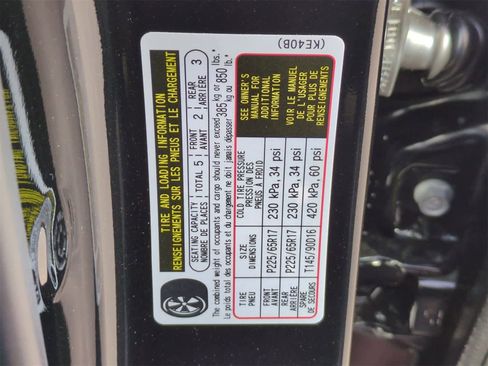 (KE40B)
TIRE AND LOADING INFORMATION
RENSEIGNEMENTS SUR LES PNEUS ET LE CHARGEMENT
SEATING CAPACITY TOTAL 5 FRONT 2 REAR 3
NOMBRE DE PLACES AVANT ARRIÈRE
The combined weight of occupants and cargo should never exceed 385 kg or 850 lbs.
Le poids total des occupants et du chargement ne doit jamais dépasser kg ou lb.
TIRE SIZE COLD TIRE PRESSURE
PNEU DIMENSIONS PRESSION DES PNEUS À FROID
FRONT AVANT P225/65R17 230 kPa, 34 psi
REAR ARRIÈRE P225/65R17 230 kPa, 34 psi
SPARE DE SECOURS T145/90D16 420 kPa, 60 psi
SEE OWNER'S
MANUAL FOR
ADDITIONAL
INFORMATION
VOIR LE MANUEL
DE L'USAGER
POUR PLUS DE
RENSEIGNEMENTS